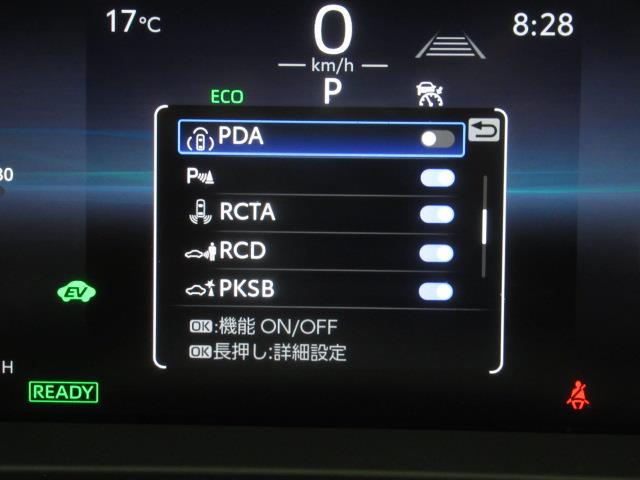 17°C
0
8:28
km/h
P
ECO
PDA
30
P
RCTA
RCD
EV
PKSB
OK:機能 ON/OFF
OK長押し:詳細設定
H
READY